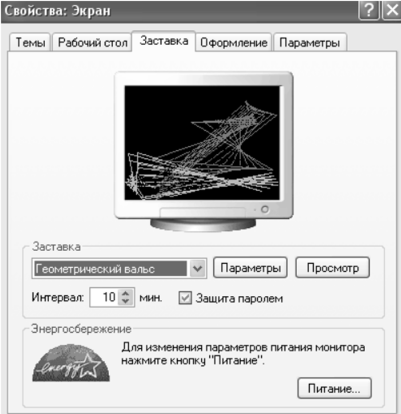 Свойства: Экран
Темы Рабочий стол Заставка Оформление Параметры
Заставка
Геометрический вальс Параметры Просмотр
Интервал: 10 мин. Защита паролем
Энергосбережение
Для изменения параметров питания монитора
нажмите кнопку "Питание".
energy
Питание...